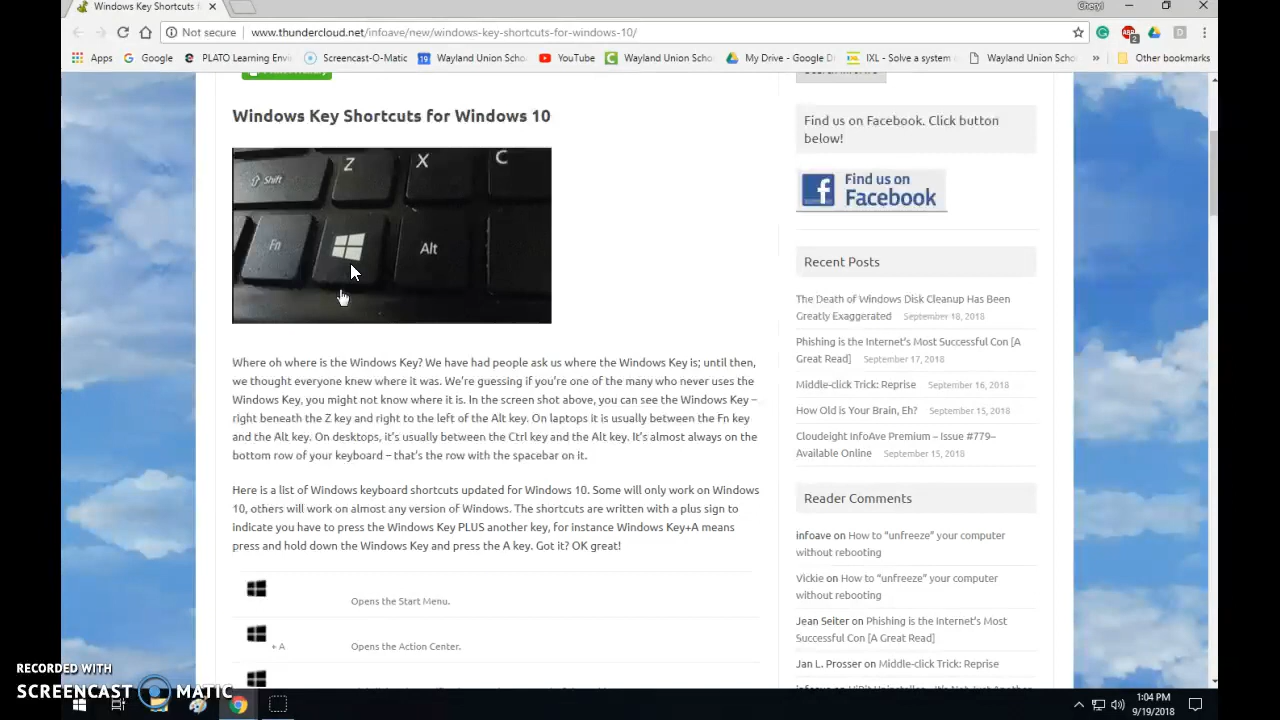 Windows Key Shortcuts f
Cheryl
Not secure www.thundercloud.net/infoave/new/windows-key-shortcuts-for-windows-10/
Apps Google PLATO Learning Envi Screencast-O-Matic Wayland Union Scho YouTube Wayland Union Scho My Drive - Google D IXL - Solve a system Wayland Union Scho » Other bookmarks
Windows Key Shortcuts for Windows 10
Z X C
Shift
Fn Alt
Where oh where is the Windows Key? We have had people ask us where the Windows Key is; until then,
we thought everyone knew where it was. We're guessing if you're one of the many who never uses the
Windows Key, you might not know where it is. In the screen shot above, you can see the Windows Key –
right beneath the Z key and right to the left of the Alt key. On laptops it is usually between the Fn key
and the Alt key. On desktops, it's usually between the Ctrl key and the Alt key. It's almost always on the
bottom row of your keyboard – that's the row with the spacebar on it.
Here is a list of Windows keyboard shortcuts updated for Windows 10. Some will only work on Windows
10, others will work on almost any version of Windows. The shortcuts are written with a plus sign to
indicate you have to press the Windows Key PLUS another key, for instance Windows Key+A means
press and hold down the Windows Key and press the A key. Got it? OK great!
Opens the Start Menu.
+ A Opens the Action Center.
Find us on Facebook. Click button
below!
Find us on
Facebook
Recent Posts
The Death of Windows Disk Cleanup Has Been
Greatly Exaggerated September 18, 2018
Phishing is the Internet's Most Successful Con [A
Great Read] September 17, 2018
Middle-click Trick: Reprise September 16, 2018
How Old is Your Brain, Eh? September 15, 2018
Cloudeight InfoAve Premium – Issue #779–
Available Online September 15, 2018
Reader Comments
infoave on How to "unfreeze" your computer
without rebooting
Vickie on How to "unfreeze" your computer
without rebooting
Jean Seiter on Phishing is the Internet's Most
Successful Con [A Great Read]
Jan L. Prosser on Middle-click Trick: Reprise
RECORDED WITH
SCREENCAST MATIC
1:04 PM
9/19/2018